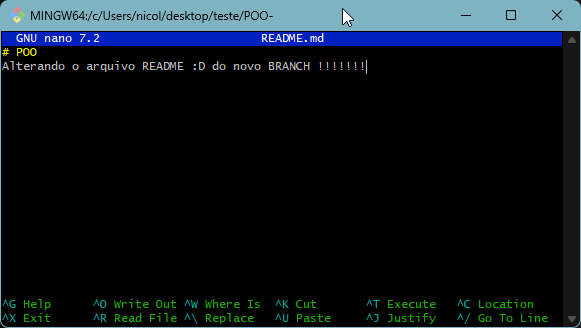 MINGW64:/c/Users/nicol/desktop/teste/POO-
GNU nano 7.2 README.md
# POO
Alterando o arquivo README :D do novo BRANCH !!!!!!!
^G Help ^O Write Out ^W Where Is ^K Cut ^T Execute ^C Location
^X Exit ^R Read File ^\ Replace ^U Paste ^J Justify ^/ Go To Line